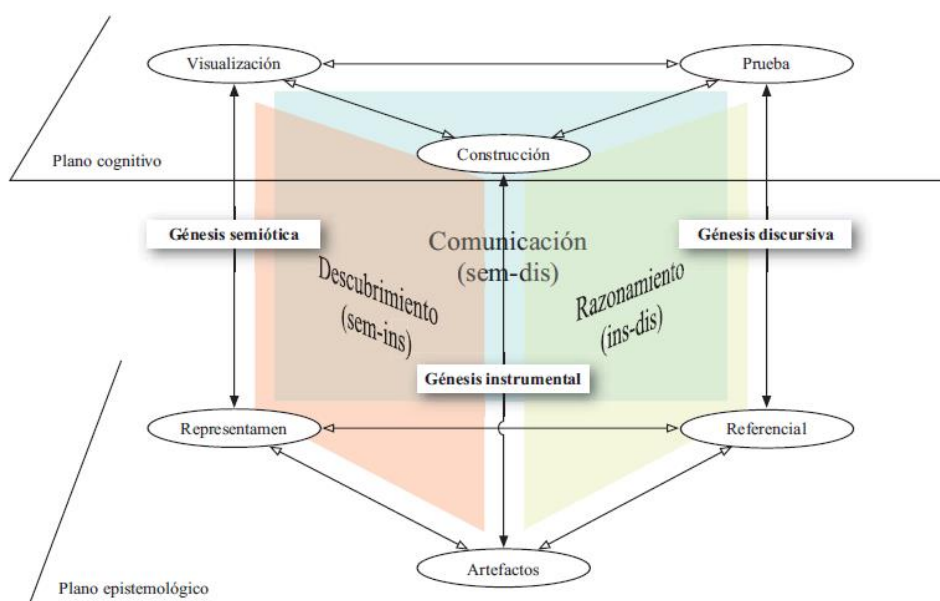 Visualización
Prueba
Construcción
Plano cognitivo
Génesis semiótica
Comunicación
(sem-dis)
Génesis discursiva
Descubrimiento
(sem-ins)
Razonamiento
(ins-dis)
Génesis instrumental
Representamen
Referencial
Artefactos
Plano epistemológico